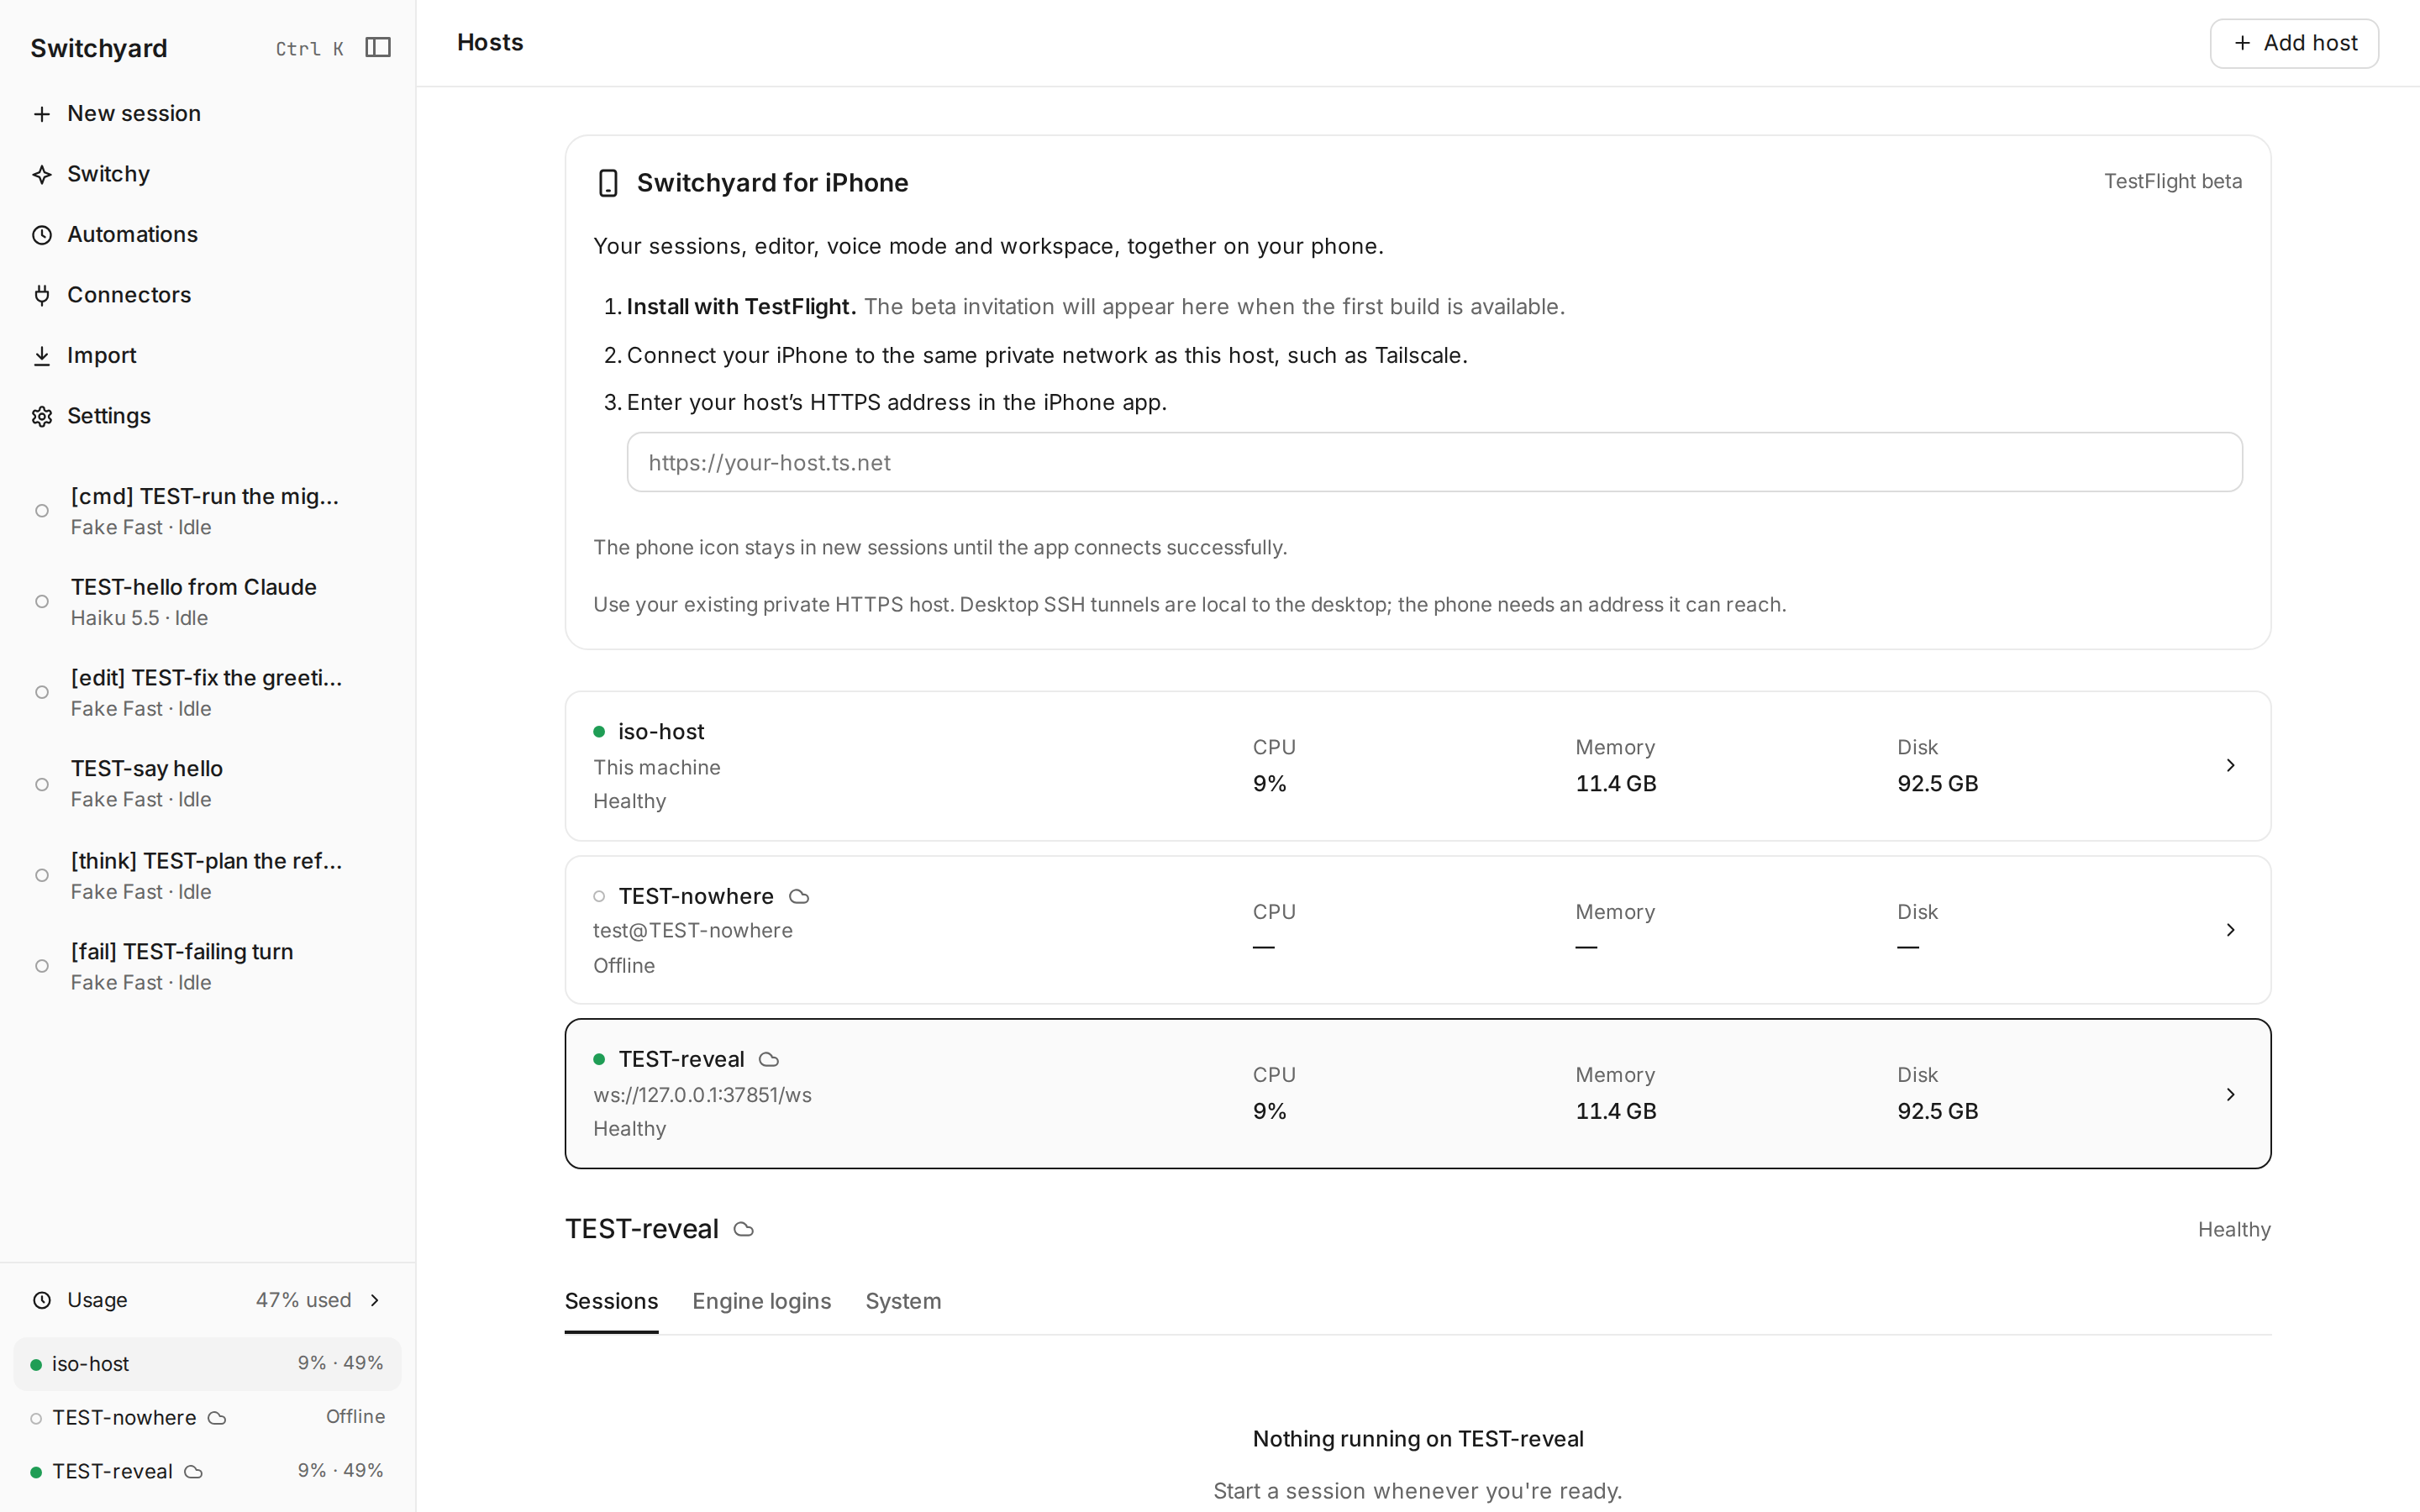 Switchyard
Ctrl K
New session
Switchy
Automations
Connectors
Import
Settings
[cmd] TEST-run the mig...
Fake Fast · Idle
TEST-hello from Claude
Haiku 5.5 · Idle
[edit] TEST-fix the greeti...
Fake Fast · Idle
TEST-say hello
Fake Fast · Idle
[think] TEST-plan the ref...
Fake Fast · Idle
[fail] TEST-failing turn
Fake Fast · Idle
Usage 47% used
iso-host 9% · 49%
TEST-nowhere Offline
TEST-reveal 9% · 49%
Hosts
Add host
Switchyard for iPhone
TestFlight beta
Your sessions, editor, voice mode and workspace, together on your phone.
1. Install with TestFlight. The beta invitation will appear here when the first build is available.
2. Connect your iPhone to the same private network as this host, such as Tailscale.
3. Enter your host’s HTTPS address in the iPhone app.
https://your-host.ts.net
The phone icon stays in new sessions until the app connects successfully.
Use your existing private HTTPS host. Desktop SSH tunnels are local to the desktop; the phone needs an address it can reach.
iso-host
This machine
Healthy
CPU Memory Disk
9% 11.4 GB 92.5 GB
TEST-nowhere
test@TEST-nowhere
Offline
CPU Memory Disk
— — —
TEST-reveal
ws://127.0.0.1:37851/ws
Healthy
CPU Memory Disk
9% 11.4 GB 92.5 GB
TEST-reveal
Healthy
Sessions Engine logins System
Nothing running on TEST-reveal
Start a session whenever you're ready.